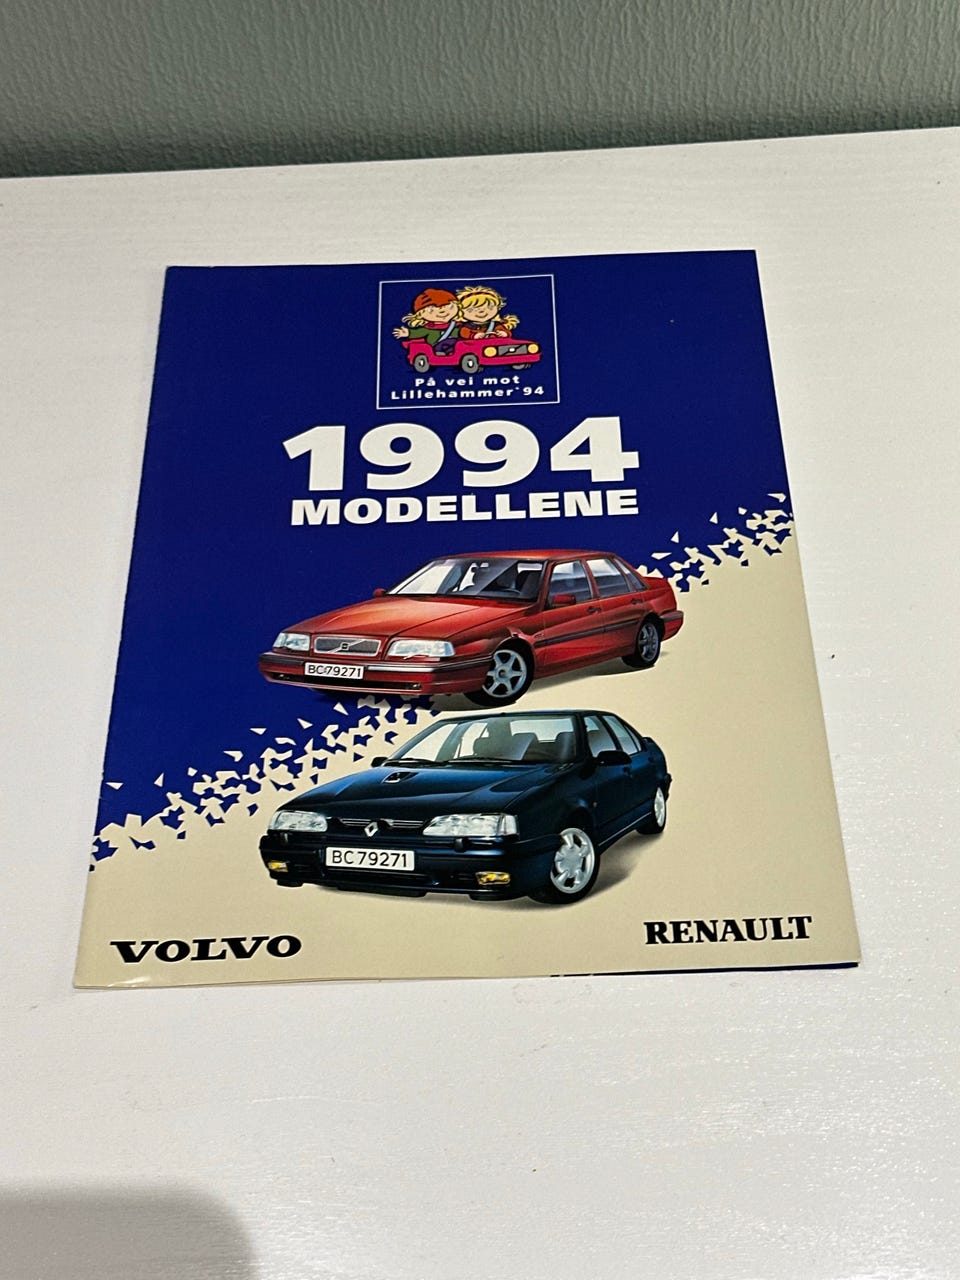 På vei mot
Lillehammer'94
1994
MODELLENE
BC 79271
BC 79271
VOLVO
RENAULT